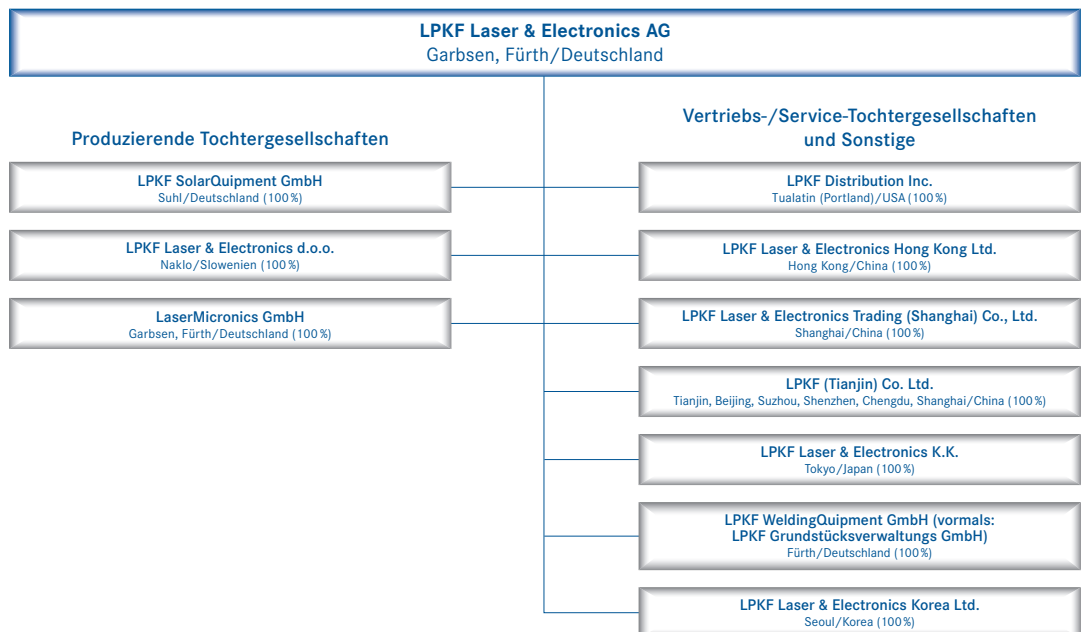 LPKF Laser & Electronics AG
Garbsen, Fürth/Deutschland
Produzierende Tochtergesellschaften
LPKF SolarQuipment GmbH
Suhl/Deutschland (100 %)
LPKF Laser & Electronics d.o.o.
Naklo/Slowenien (100 %)
LaserMicronics GmbH
Garbsen, Fürth/Deutschland (100 %)
Vertriebs-/Service-Tochtergesellschaften
und Sonstige
LPKF Distribution Inc.
Tualatin (Portland)/USA (100 %)
LPKF Laser & Electronics Hong Kong Ltd.
Hong Kong/China (100 %)
LPKF Laser & Electronics Trading (Shanghai) Co., Ltd.
Shanghai/China (100 %)
LPKF (Tianjin) Co. Ltd.
Tianjin, Beijing, Suzhou, Shenzhen, Chengdu, Shanghai/China (100 %)
LPKF Laser & Electronics K.K.
Tokyo/Japan (100 %)
LPKF WeldingQuipment GmbH (vormals:
LPKF Grundstücksverwaltungs GmbH)
Fürth/Deutschland (100 %)
LPKF Laser & Electronics Korea Ltd.
Seoul/Korea (100 %)